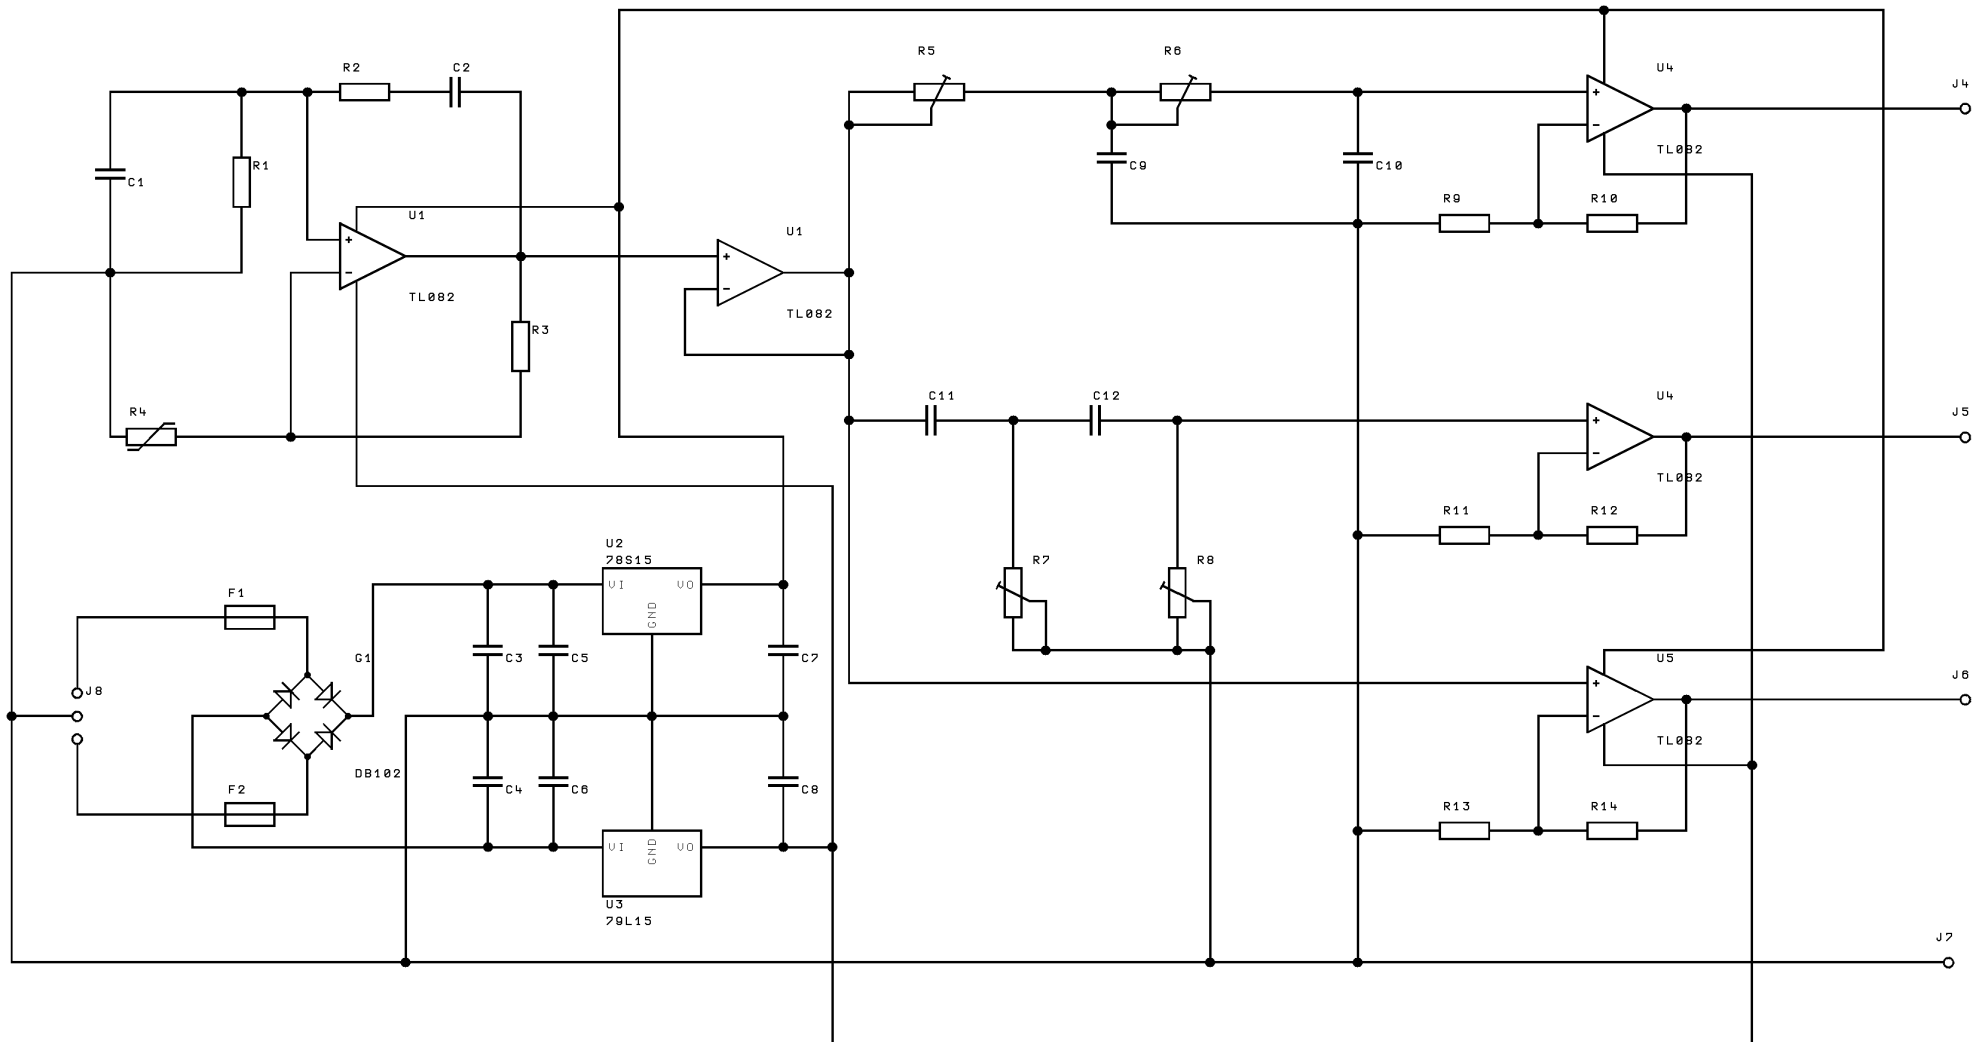 R5
R6
R2
C2
U4
J4
TL082
C1
R1
C9
C10
R9
R10
U1
+
-
TL082
U1
+
-
TL082
+
-
R3
R4
C11
C12
U4
J5
+
-
TL082
R11
R12
R7
R8
U2
78S15
VI
VO
GND
F1
G1
C3
C5
C7
J8
U5
J6
+
-
TL082
DB102
F2
C4
C6
C8
VI
GND
VO
R13
R14
U3
79L15
J7